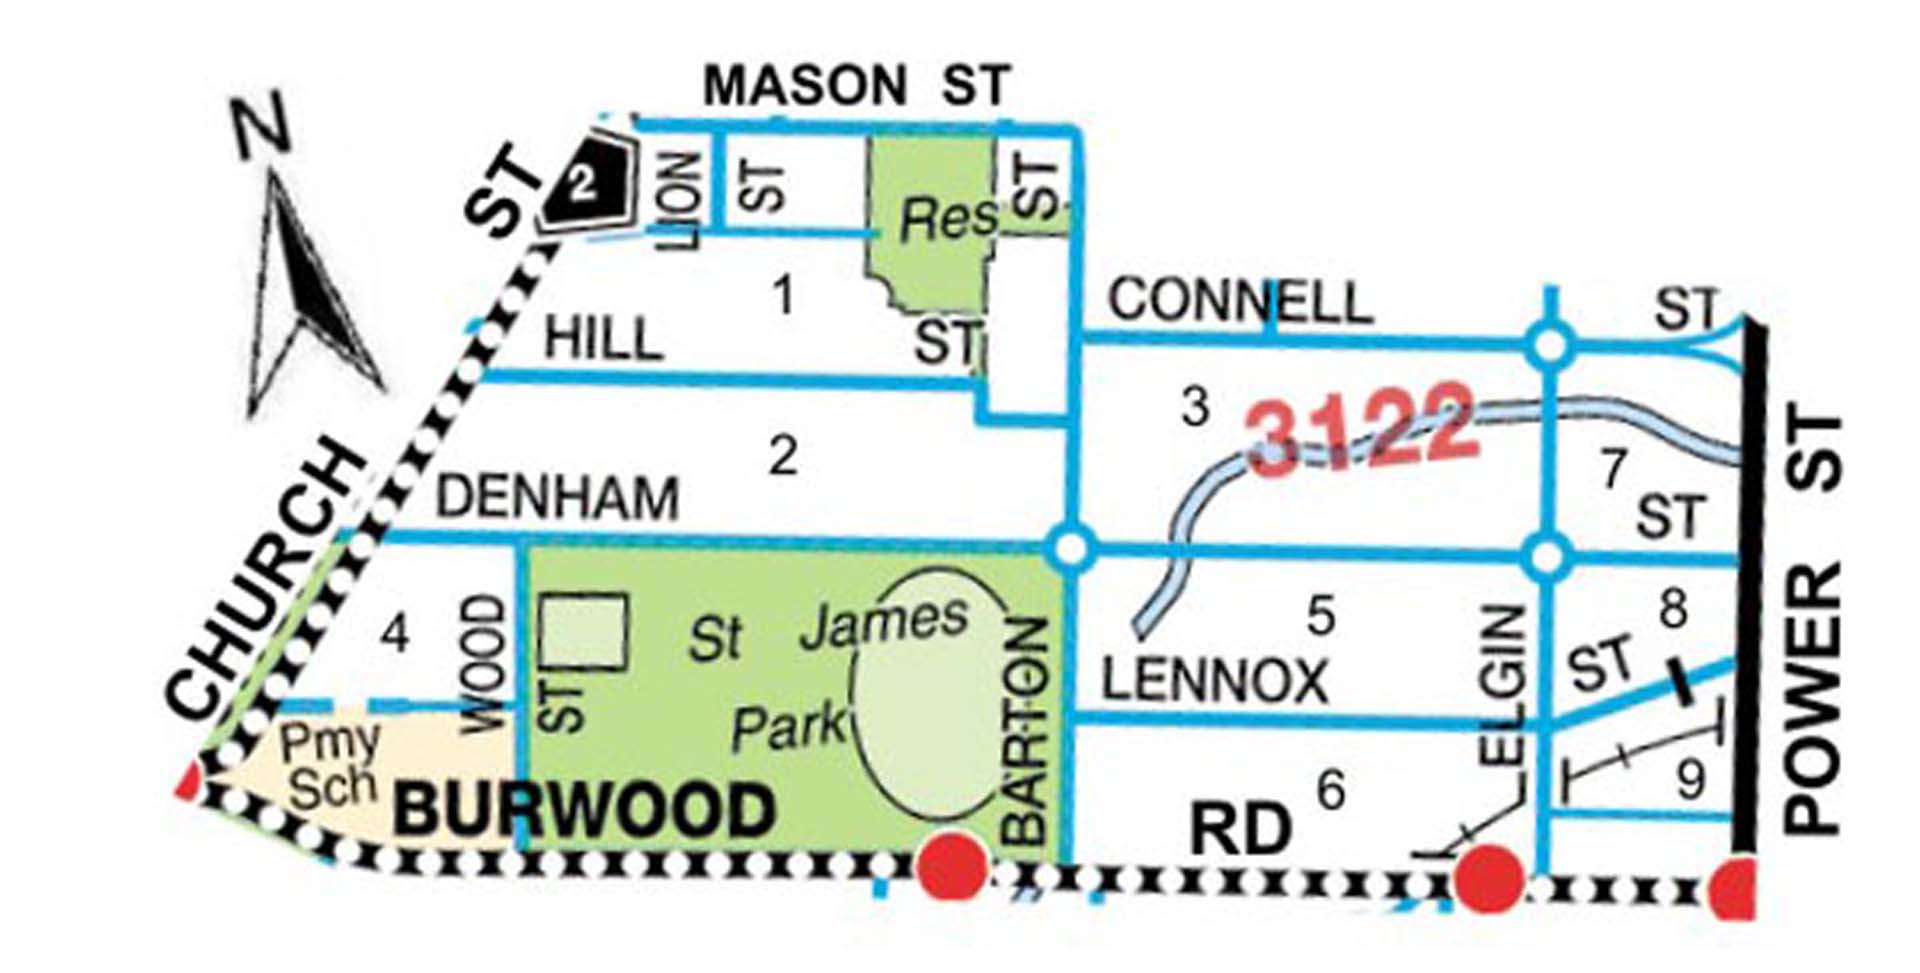 MASON ST
N
ST
2
LION ST
Res
ST
1
CONNELL ST
HILL ST
3
3122
2
7
DENHAM ST
CHURCH
POWER ST
4
WOOD ST
St James
Park
BARTON
5
ELGIN
8
LENNOX ST
Pmy
Sch
BURWOOD RD
6
9